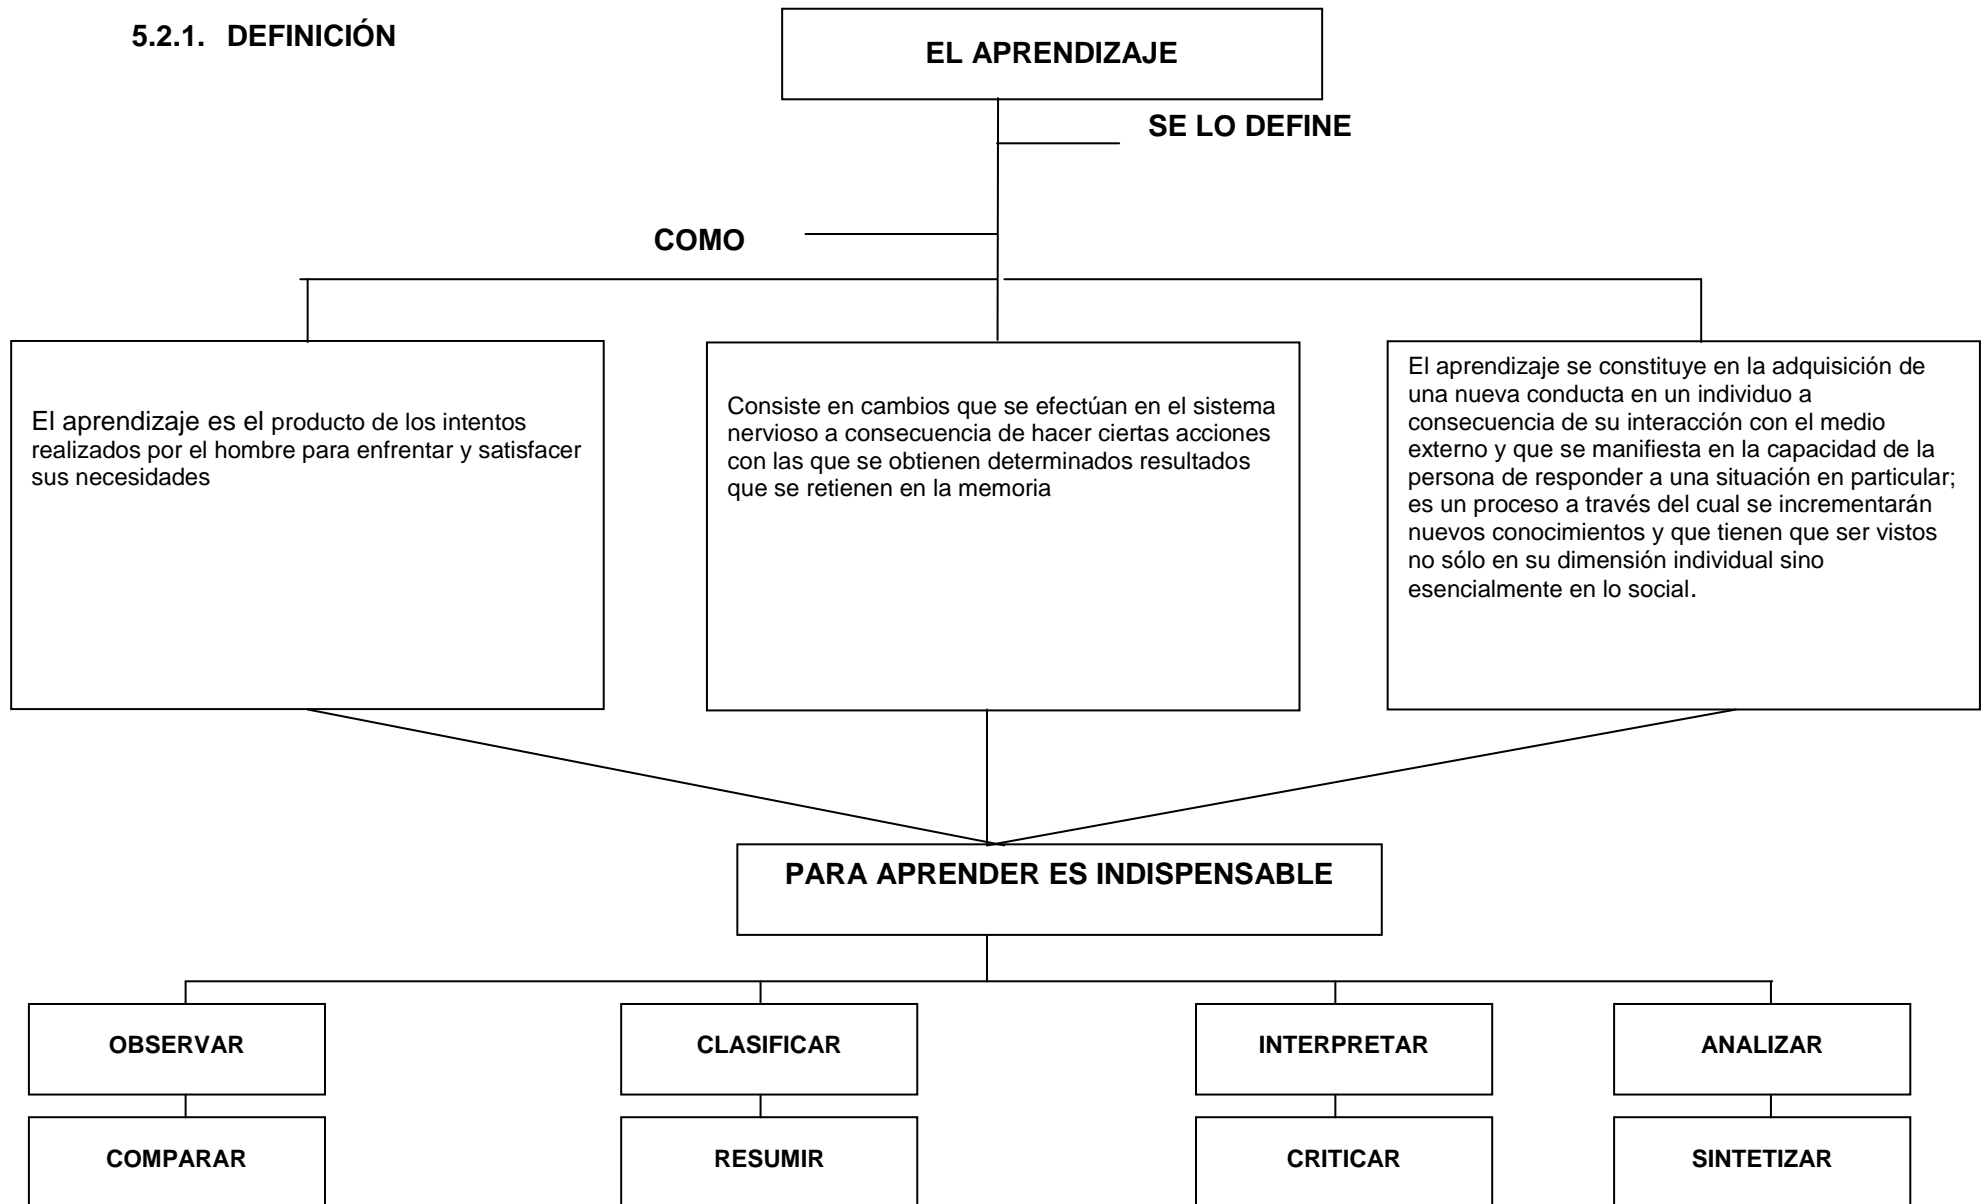 5.2.1. DEFINICIÓN
EL APRENDIZAJE
SE LO DEFINE
COMO
El aprendizaje es el producto de los intentos
realizados por el hombre para enfrentar y satisfacer
sus necesidades
Consiste en cambios que se efectúan en el sistema
nervioso a consecuencia de hacer ciertas acciones
con las que se obtienen determinados resultados
que se retienen en la memoria
El aprendizaje se constituye en la adquisición de
una nueva conducta en un individuo a
consecuencia de su interacción con el medio
externo y que se manifiesta en la capacidad de la
persona de responder a una situación en particular;
es un proceso a través del cual se incrementarán
nuevos conocimientos y que tienen que ser vistos
no sólo en su dimensión individual sino
esencialmente en lo social.
PARA APRENDER ES INDISPENSABLE
OBSERVAR
CLASIFICAR
INTERPRETAR
ANALIZAR
COMPARAR
RESUMIR
CRITICAR
SINTETIZAR